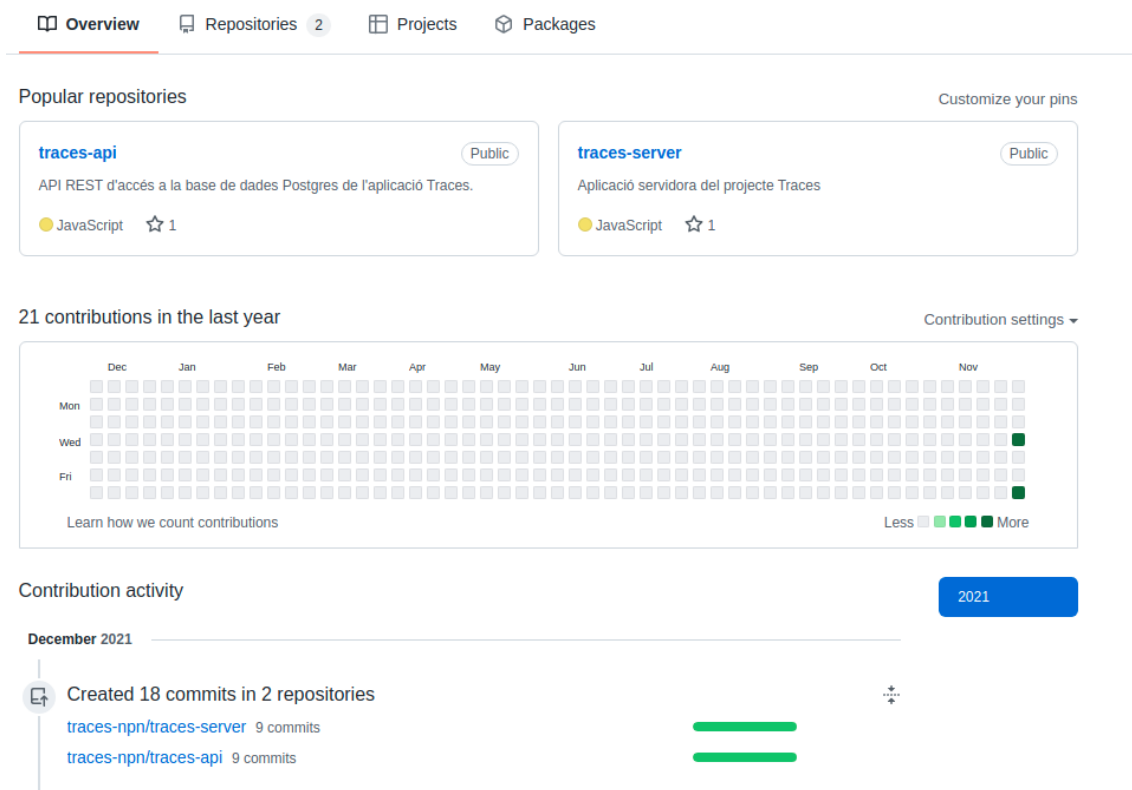 Overview Repositories 2 Projects Packages
Popular repositories Customize your pins
traces-api Public
API REST d'accés a la base de dades Postgres de l'aplicació Traces.
JavaScript 1
traces-server Public
Aplicació servidora del projecte Traces
JavaScript 1
21 contributions in the last year Contribution settings
Dec Jan Feb Mar Apr May Jun Jul Aug Sep Oct Nov
Mon
Wed
Fri
Learn how we count contributions Less More
Contribution activity 2021
December 2021
Created 18 commits in 2 repositories
traces-npn/traces-server 9 commits
traces-npn/traces-api 9 commits